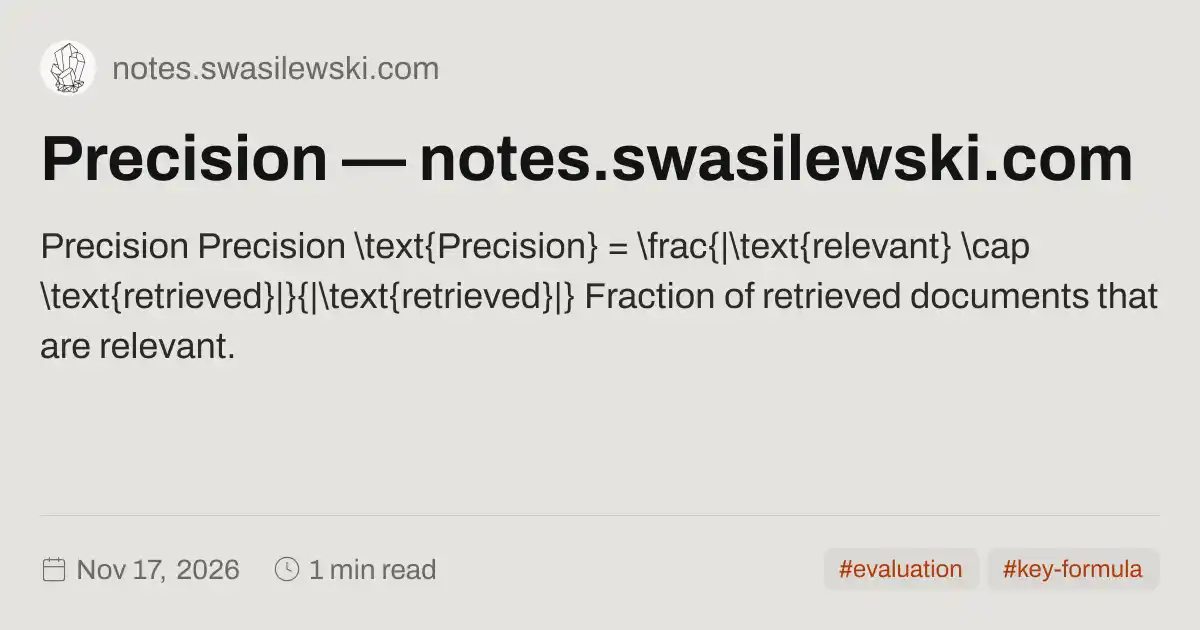 notes.swasilewski.com
Precision — notes.swasilewski.com
Precision Precision \text{Precision} = \frac{|\text{relevant} \cap
\text{retrieved}|}{|\text{retrieved}|} Fraction of retrieved documents that
are relevant.
Nov 17, 2026 1 min read #evaluation #key-formula